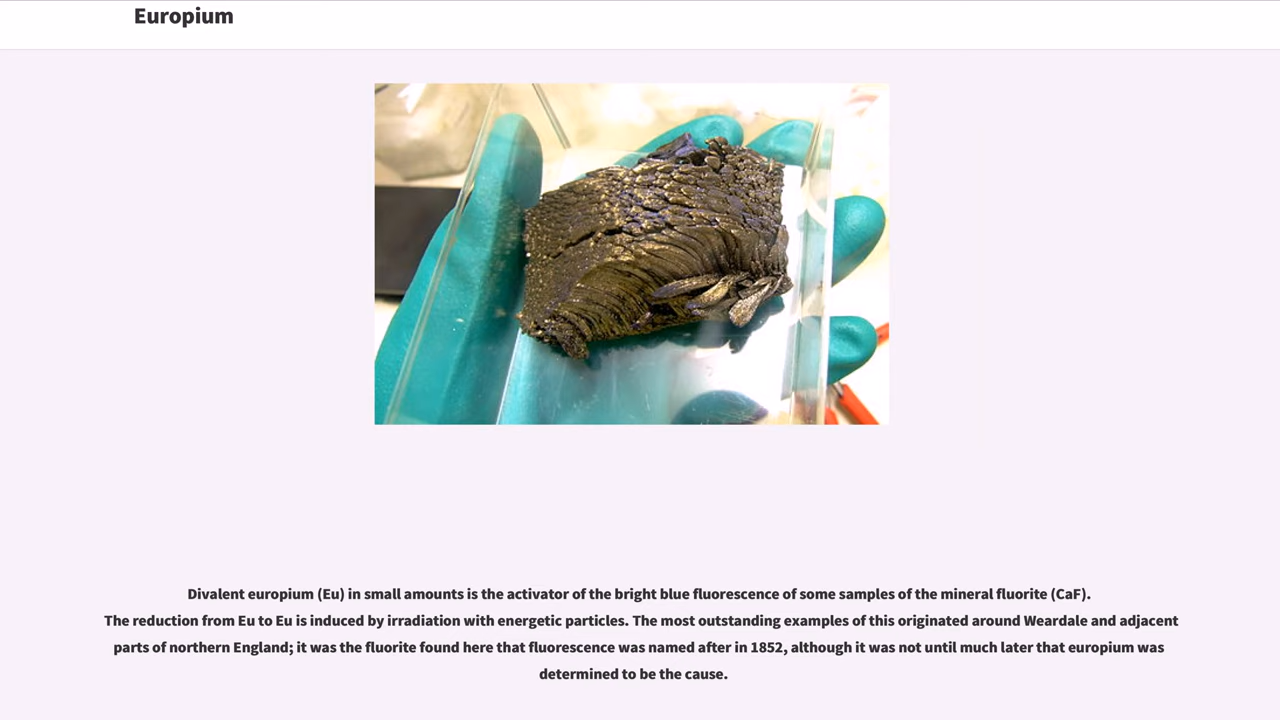 Europium
Divalent europium (Eu) in small amounts is the activator of the bright blue fluorescence of some samples of the mineral fluorite (CaF).
The reduction from Eu to Eu is induced by irradiation with energetic particles. The most outstanding examples of this originated around Weardale and adjacent
parts of northern England; it was the fluorite found here that fluorescence was named after in 1852, although it was not until much later that europium was
determined to be the cause.